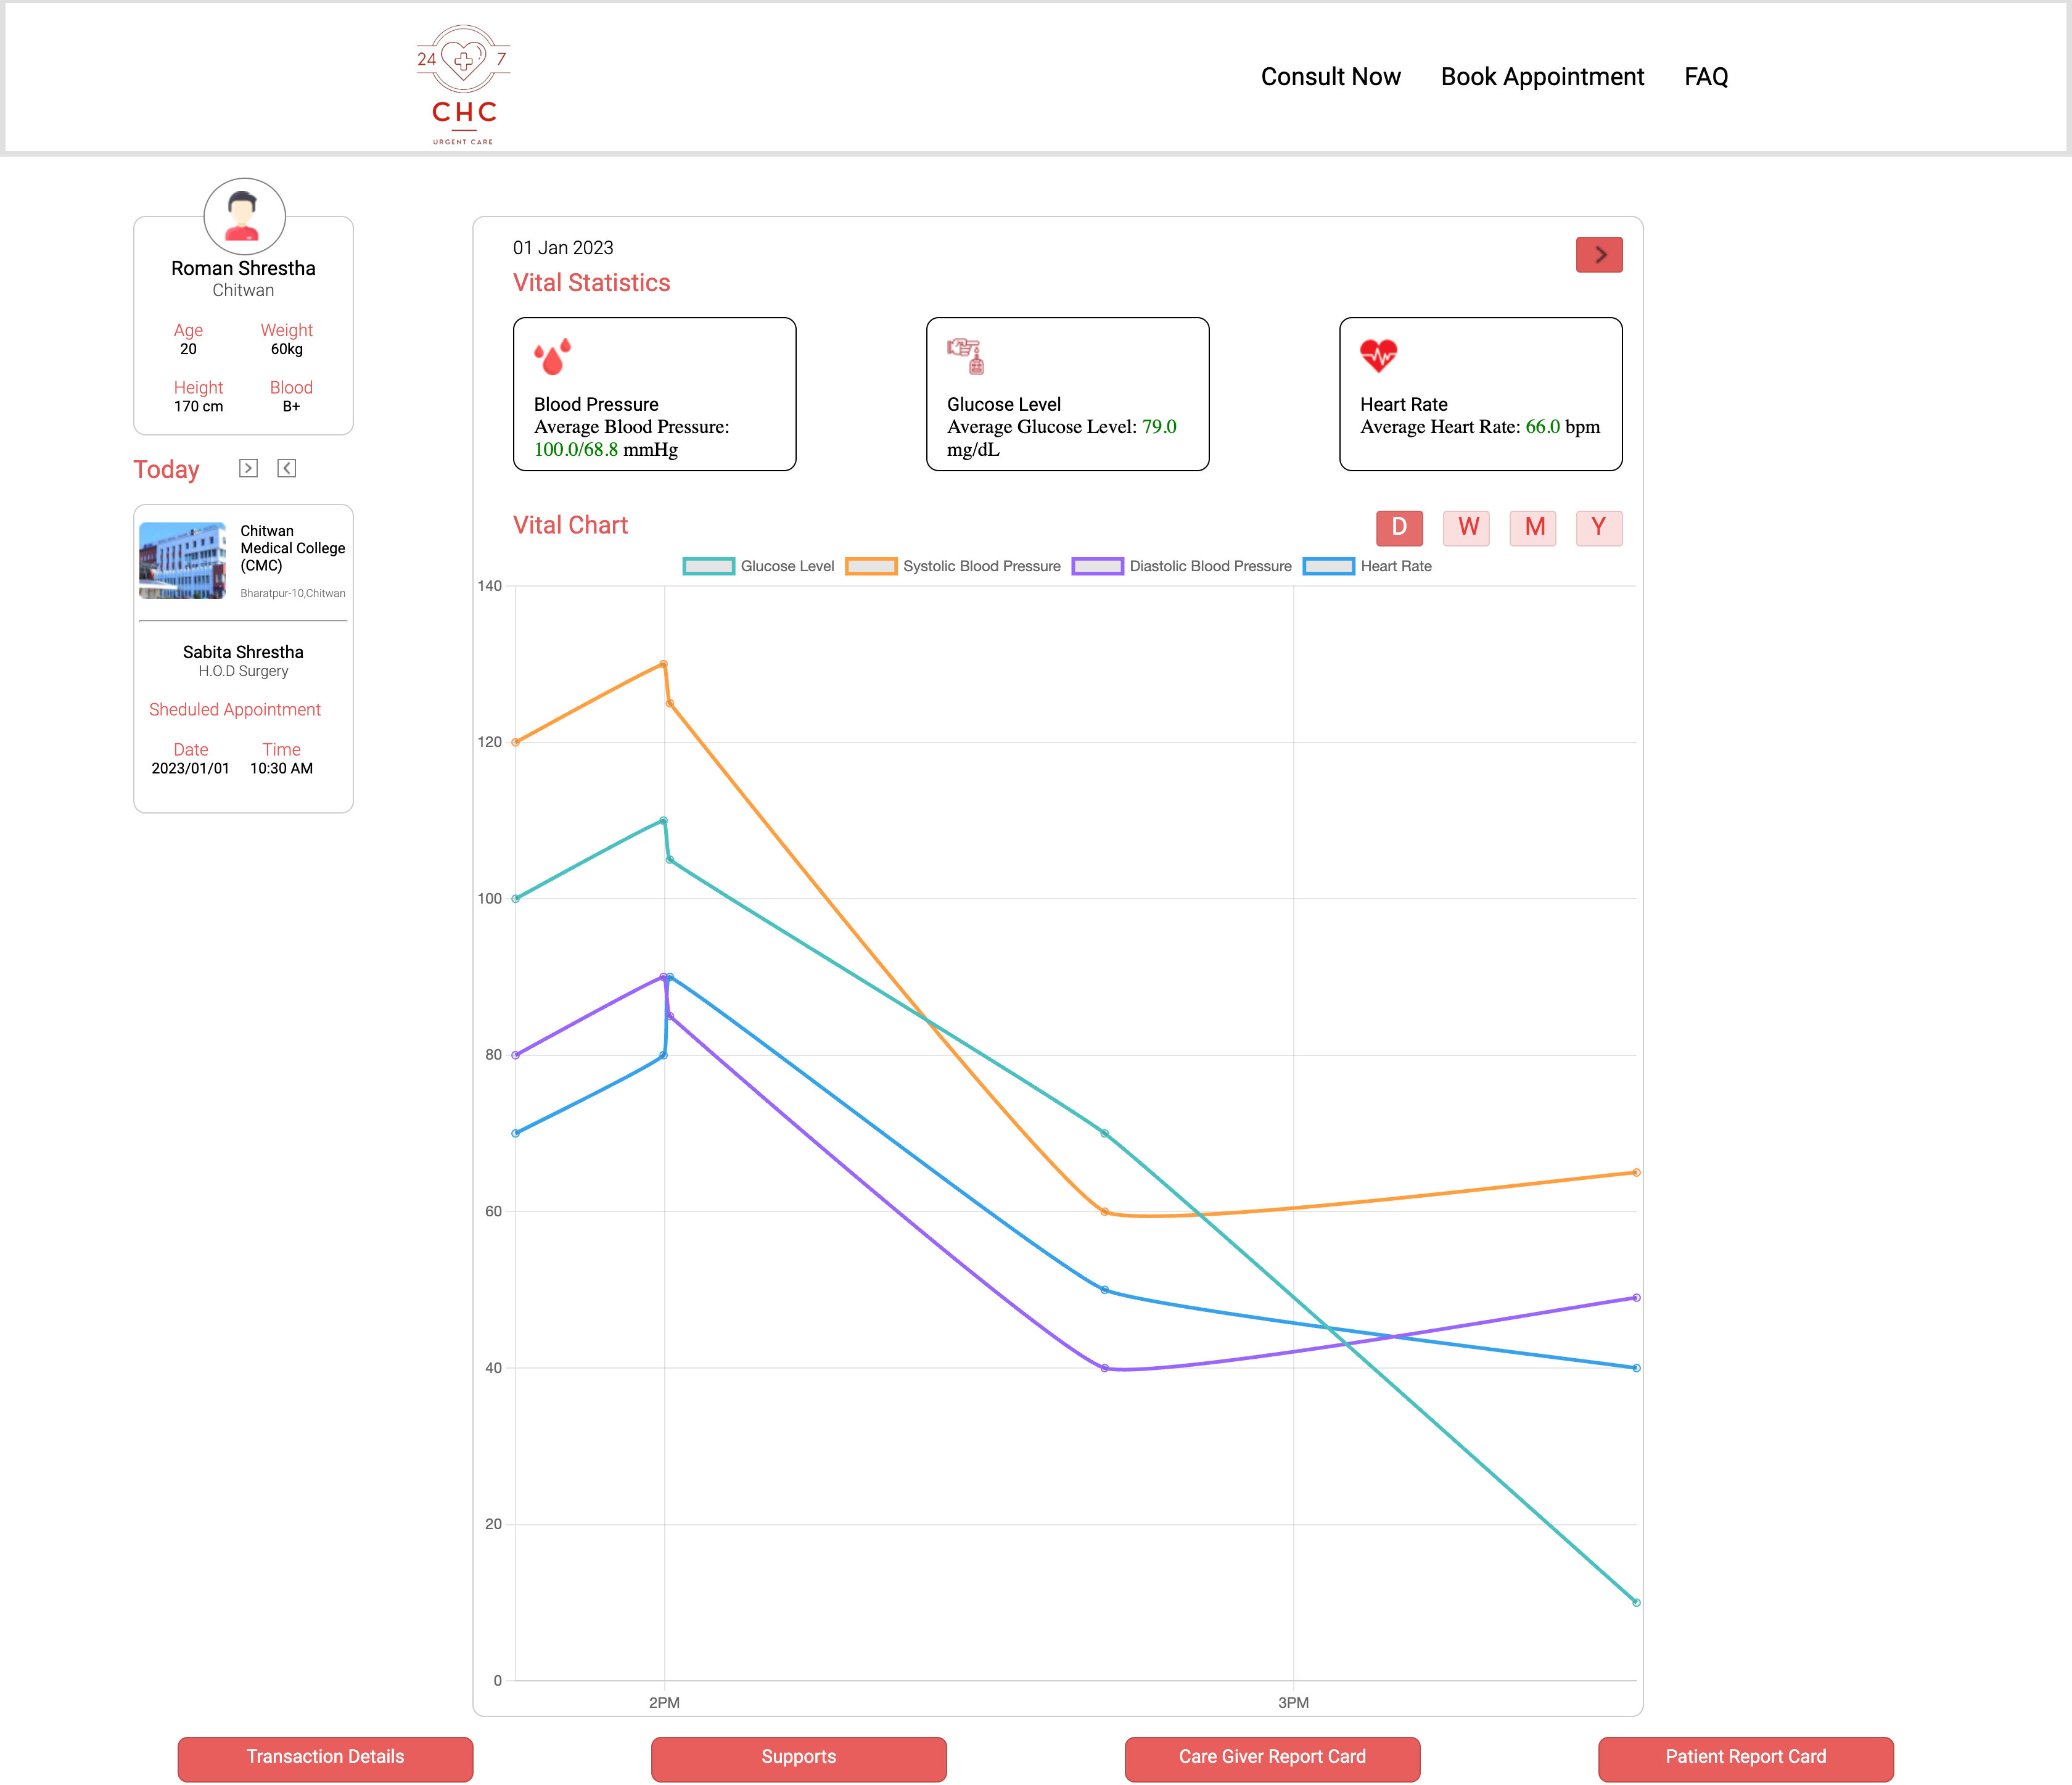 24 7
CHC
URGENT CARE
Consult Now Book Appointment FAQ
Roman Shrestha
Chitwan
Age Weight
20 60kg
Height Blood
170 cm B+
Today
Chitwan
Medical College
(CMC)
Bharatpur-10,Chitwan
Sabita Shrestha
H.O.D Surgery
Sheduled Appointment
Date Time
2023/01/01 10:30 AM
01 Jan 2023
Vital Statistics
Blood Pressure
Average Blood Pressure:
100.0/68.8 mmHg
Glucose Level
Average Glucose Level: 79.0
mg/dL
Heart Rate
Average Heart Rate: 66.0 bpm
Vital Chart
D W M Y
Glucose Level Systolic Blood Pressure Diastolic Blood Pressure Heart Rate
140
120
100
80
60
40
20
0
2PM 3PM
Transaction Details Supports Care Giver Report Card Patient Report Card